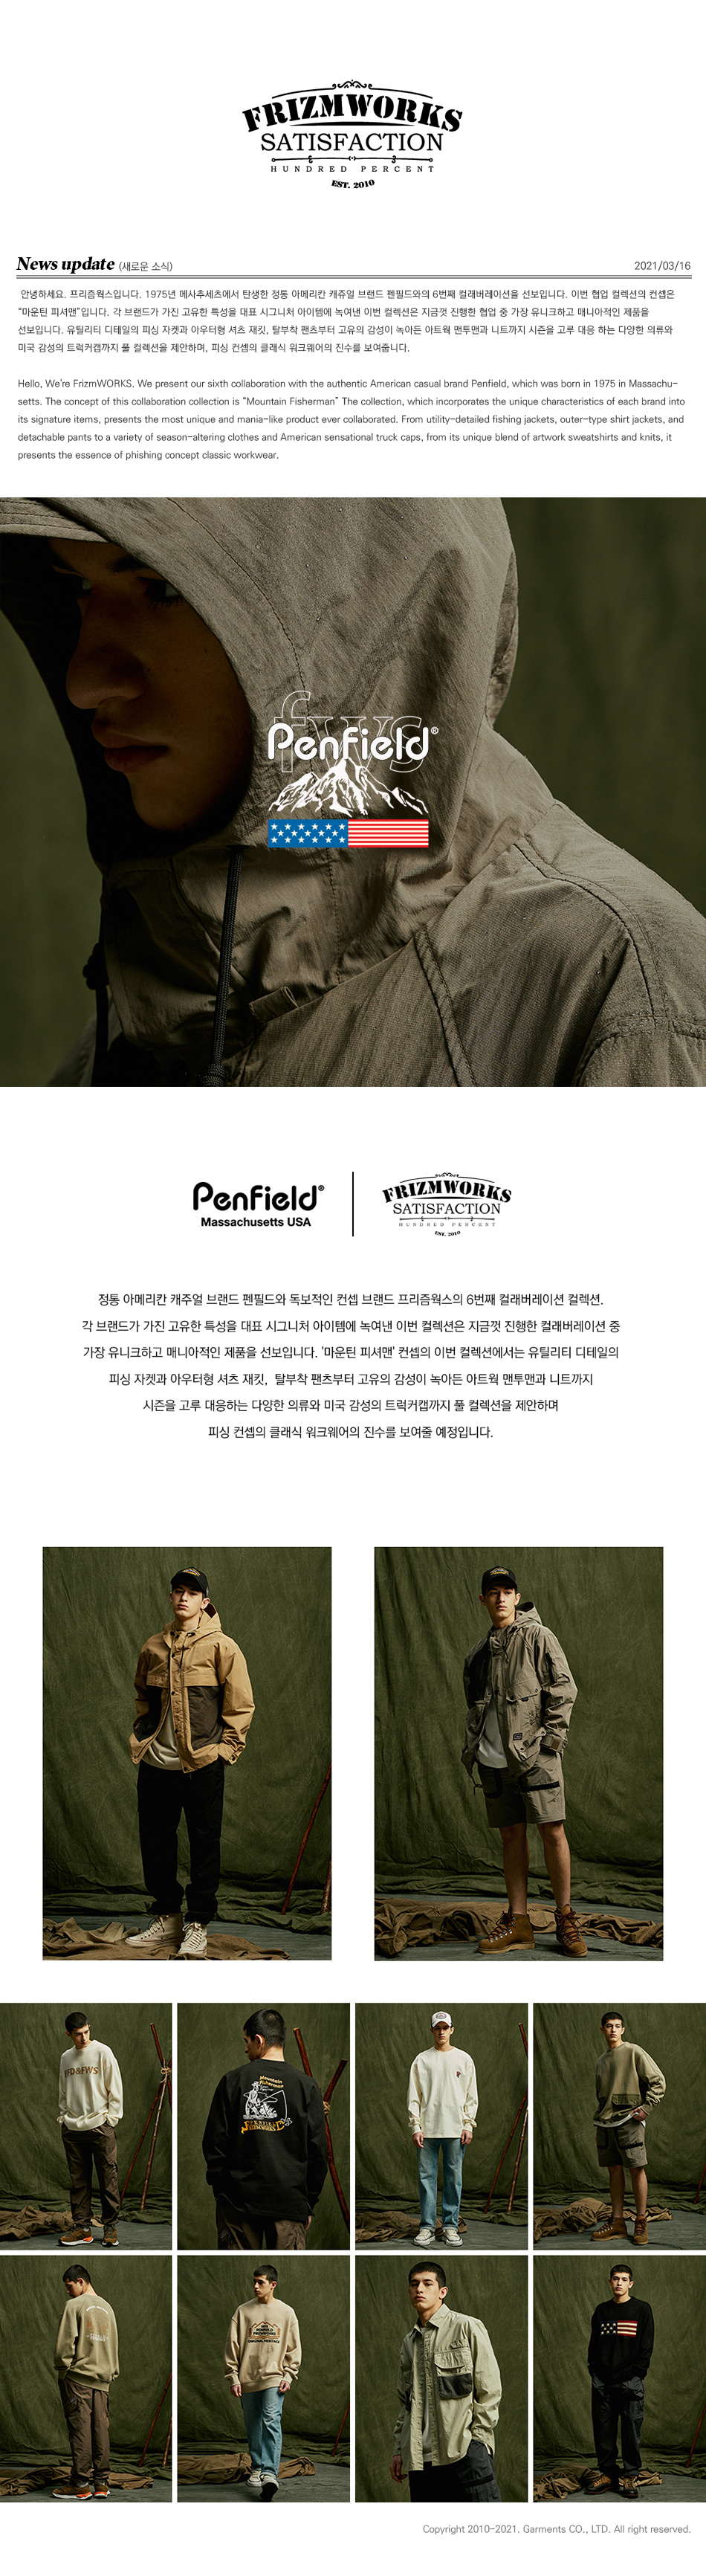 FRIZMWORKS
SATISFACTION
HUNDRED PERCENT
EST. 2010
News update (새로운 소식) 2021/03/16
안녕하세요. 프리즘웍스입니다. 1975년 메사추세츠에서 탄생한 정통 아메리칸 캐쥬얼 브랜드 펜필드와의 6번째 컬래버레이션을 선보입니다. 이번 협업 컬렉션의 컨셉은
“마운틴 피셔맨”입니다. 각 브랜드가 가진 고유한 특성을 대표 시그니처 아이템에 녹여낸 이번 컬렉션은 지금껏 진행한 협업 중 가장 유니크하고 매니아적인 제품을
선보입니다. 유틸리티 디테일의 피싱 자켓과 아우터형 셔츠 재킷, 탈부착 팬츠부터 고유의 감성이 녹아든 아트웍 맨투맨과 니트까지 시즌을 고루 대응 하는 다양한 의류와
미국 감성의 트럭커캡까지 풀 컬렉션을 제안하며, 피싱 컨셉의 클래식 워크웨어의 진수를 보여줍니다.
Hello, We're FrizmWORKS. We present our sixth collaboration with the authentic American casual brand Penfield, which was born in 1975 in Massachu-
setts. The concept of this collaboration collection is “Mountain Fisherman” The collection, which incorporates the unique characteristics of each brand into
its signature items, presents the most unique and mania-like product ever collaborated. From utility-detailed fishing jackets, outer-type shirt jackets, and
detachable pants to a variety of season-altering clothes and American sensational truck caps, from its unique blend of artwork sweatshirts and knits, it
presents the essence of phishing concept classic workwear.
fws
Penfield®
Penfield®
Massachusetts USA
FRIZMWORKS
SATISFACTION
HUNDRED PERCENT
EST. 2010
정통 아메리칸 캐주얼 브랜드 펜필드와 독보적인 컨셉 브랜드 프리즘웍스의 6번째 컬래버레이션 컬렉션.
각 브랜드가 가진 고유한 특성을 대표 시그니처 아이템에 녹여낸 이번 컬렉션은 지금껏 진행한 컬래버레이션 중
가장 유니크하고 매니아적인 제품을 선보입니다. '마운틴 피셔맨' 컨셉의 이번 컬렉션에서는 유틸리티 디테일의
피싱 자켓과 아우터형 셔츠 재킷, 탈부착 팬츠부터 고유의 감성이 녹아든 아트웍 맨투맨과 니트까지
시즌을 고루 대응하는 다양한 의류와 미국 감성의 트럭커캡까지 풀 컬렉션을 제안하며
피싱 컨셉의 클래식 워크웨어의 진수를 보여줄 예정입니다.
PFD&FWS
Mountain
Fisherman
PENFIELD
FRIZMWORKS
PENFIELD
FRIZMWORKS
ORIGINAL HERITAGE
Copyright 2010-2021. Garments CO., LTD. All right reserved.